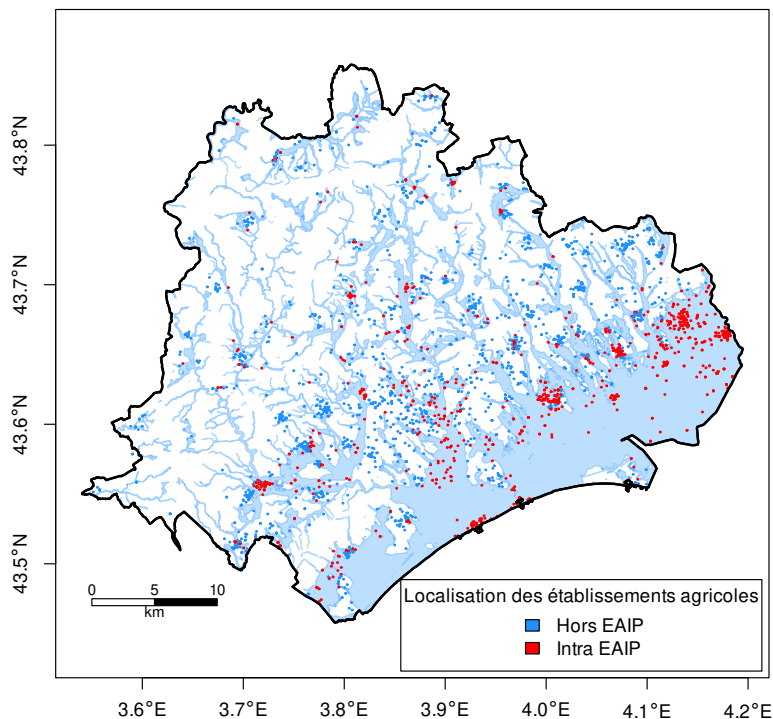 43.8°N
43.7°N
43.6°N
43.5°N
0 5 10
km
Localisation des établissements agricoles
Hors EAIP
Intra EAIP
3.6°E 3.7°E 3.8°E 3.9°E 4.0°E 4.1°E 4.2°E